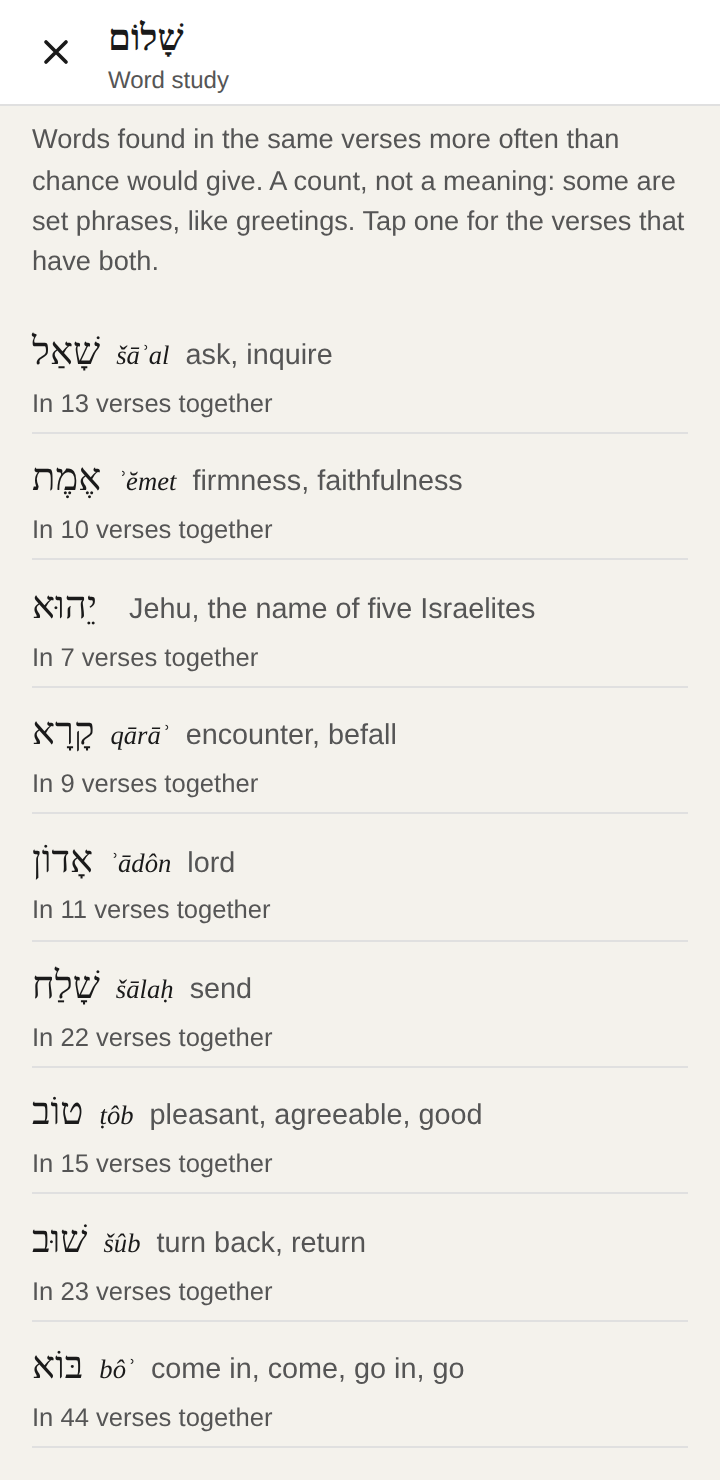 שָׁלוֹם
Word study
Words found in the same verses more often than
chance would give. A count, not a meaning: some are
set phrases, like greetings. Tap one for the verses that
have both.
שָׁאַל šāʾal ask, inquire
In 13 verses together
אֱמֶת ʾĕmet firmness, faithfulness
In 10 verses together
יֵהוּא Jehu, the name of five Israelites
In 7 verses together
קָרָא qārāʾ encounter, befall
In 9 verses together
אָדוֹן ʾādôn lord
In 11 verses together
שָׁלַח šālaḥ send
In 22 verses together
טוֹב ṭôb pleasant, agreeable, good
In 15 verses together
שׁוּב šûb turn back, return
In 23 verses together
בּוֹא bôʾ come in, come, go in, go
In 44 verses together